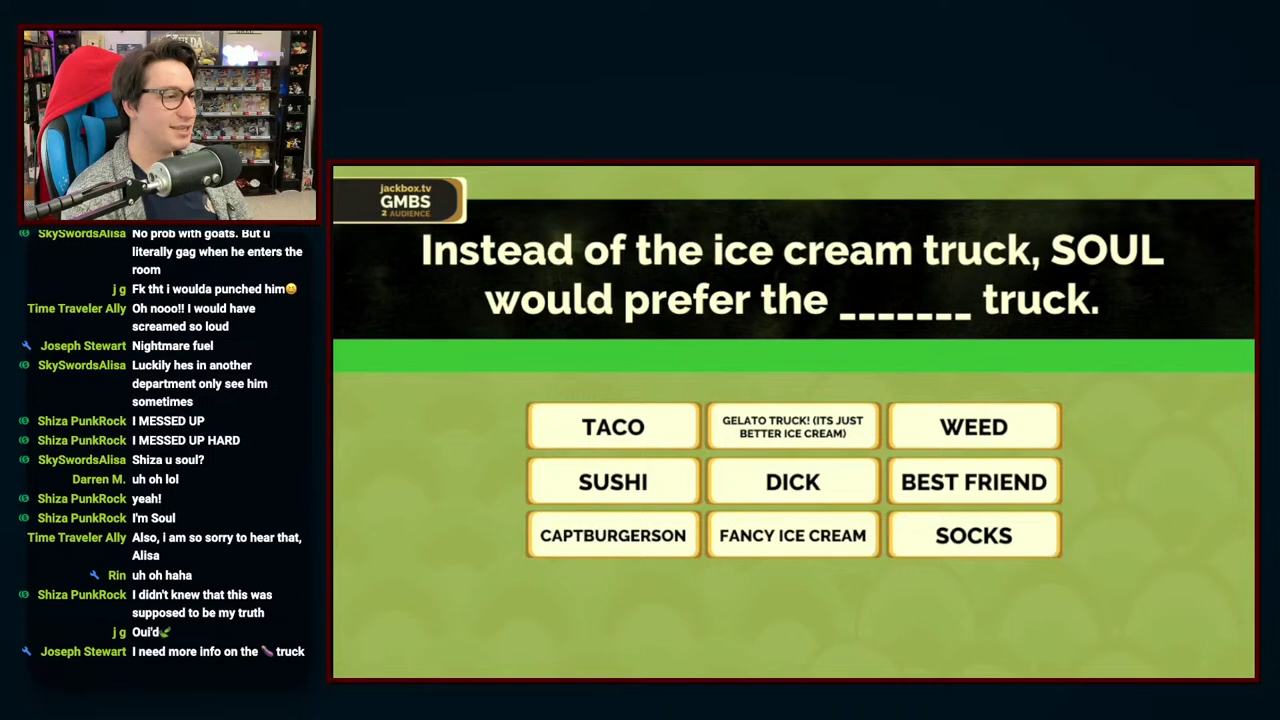 SkySwordsAlisa No prob with goats. But u
literally gag when he enters the
room
j g Fk tht i woulda punched him😃
Time Traveler Ally Oh nooo!! I would have
screamed so loud
Joseph Stewart Nightmare fuel
SkySwordsAlisa Luckily hes in another
department only see him
sometimes
Shiza PunkRock I MESSED UP
Shiza PunkRock I MESSED UP HARD
SkySwordsAlisa Shiza u soul?
Darren M. uh oh lol
Shiza PunkRock yeah!
Shiza PunkRock I'm Soul
Time Traveler Ally Also, i am so sorry to hear that,
Alisa
Rin uh oh haha
Shiza PunkRock I didn't knew that this was
supposed to be my truth
j g Oui'd🌿
Joseph Stewart I need more info on the 🍆 truck
jackbox.tv
GMBS
2 AUDIENCE
Instead of the ice cream truck, SOUL
would prefer the _______ truck.
TACO
GELATO TRUCK! (ITS JUST
BETTER ICE CREAM)
WEED
SUSHI
DICK
BEST FRIEND
CAPTBURGERSON
FANCY ICE CREAM
SOCKS